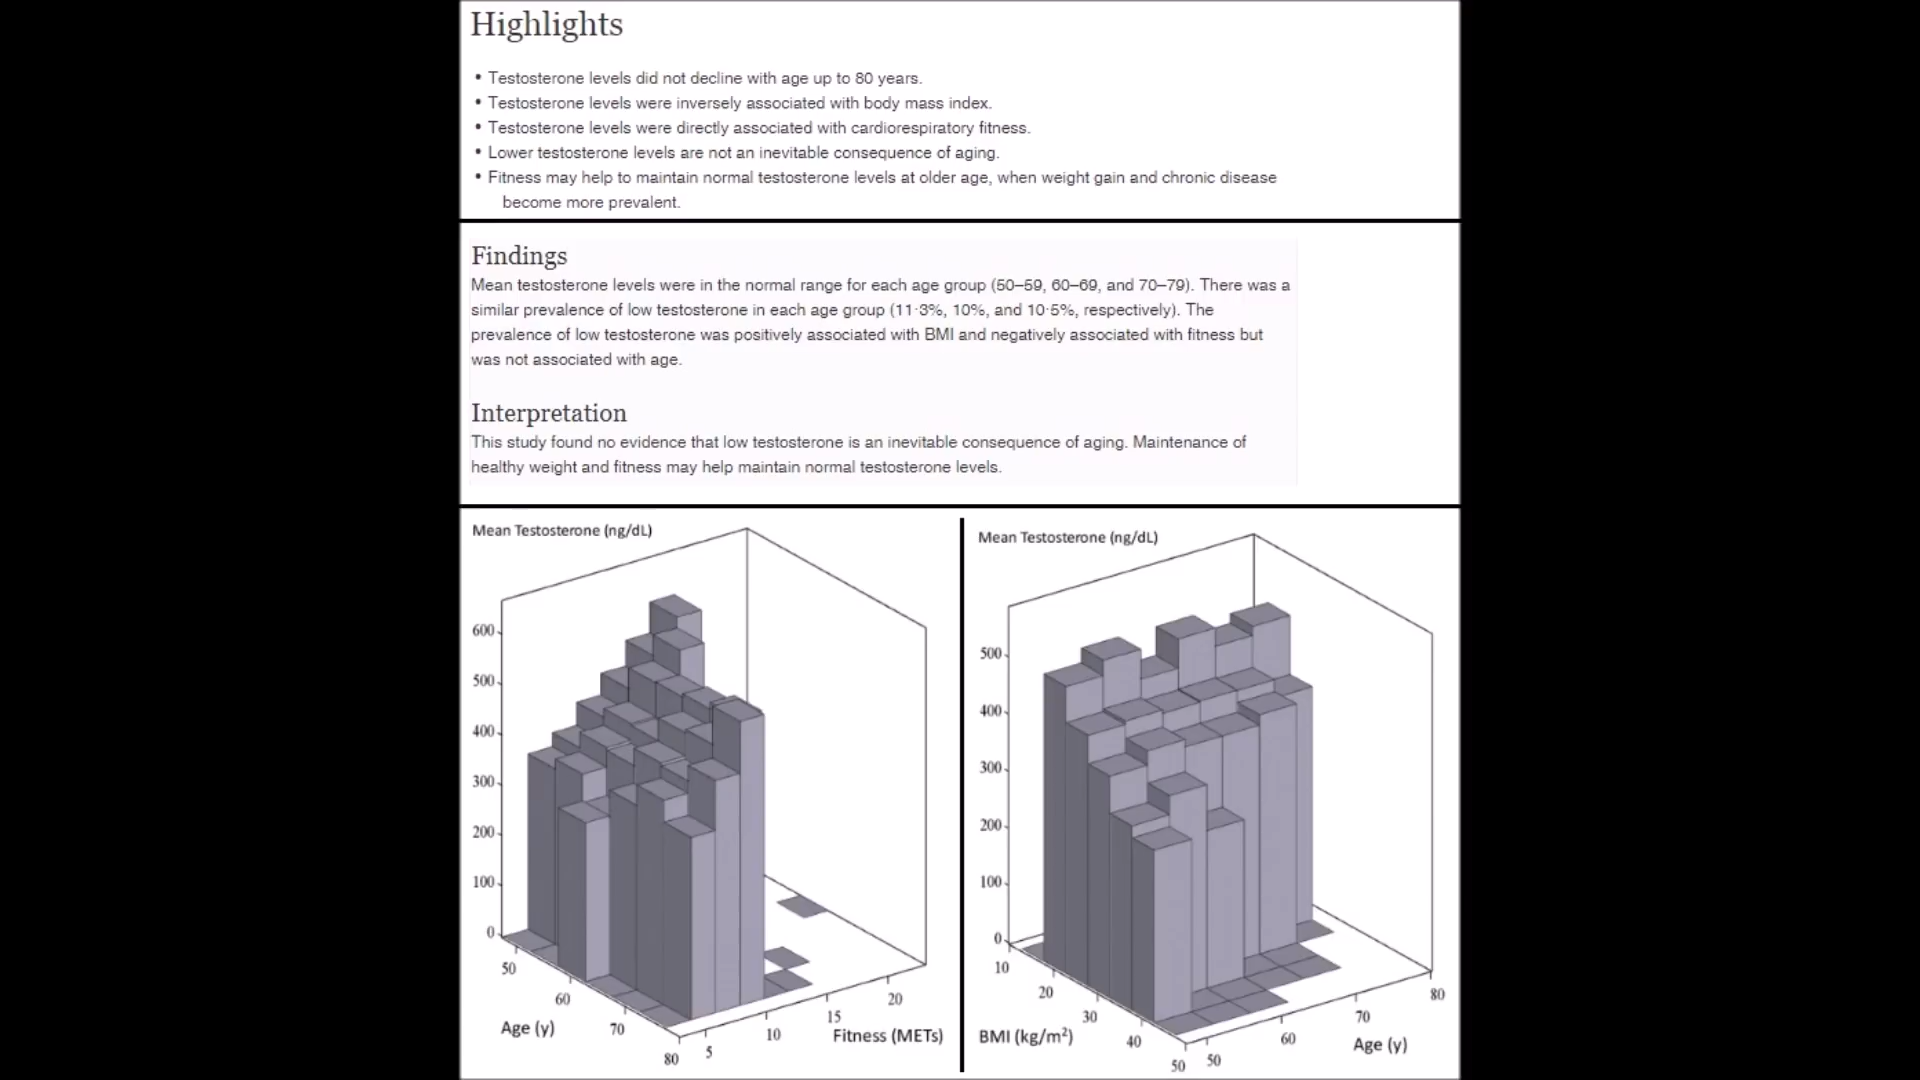 Highlights
• Testosterone levels did not decline with age up to 80 years.
• Testosterone levels were inversely associated with body mass index.
• Testosterone levels were directly associated with cardiorespiratory fitness.
• Lower testosterone levels are not an inevitable consequence of aging.
• Fitness may help to maintain normal testosterone levels at older age, when weight gain and chronic disease
become more prevalent.
Findings
Mean testosterone levels were in the normal range for each age group (50–59, 60–69, and 70–79). There was a
similar prevalence of low testosterone in each age group (11·3%, 10%, and 10·5%, respectively). The
prevalence of low testosterone was positively associated with BMI and negatively associated with fitness but
was not associated with age.
Interpretation
This study found no evidence that low testosterone is an inevitable consequence of aging. Maintenance of
healthy weight and fitness may help maintain normal testosterone levels.
Mean Testosterone (ng/dL)
600
500
400
300
200
100
0
50
60
70
80
Age (y)
5
10
15
20
Fitness (METs)
Mean Testosterone (ng/dL)
500
400
300
200
100
0
10
20
30
40
50
BMI (kg/m²)
50
60
70
80
Age (y)